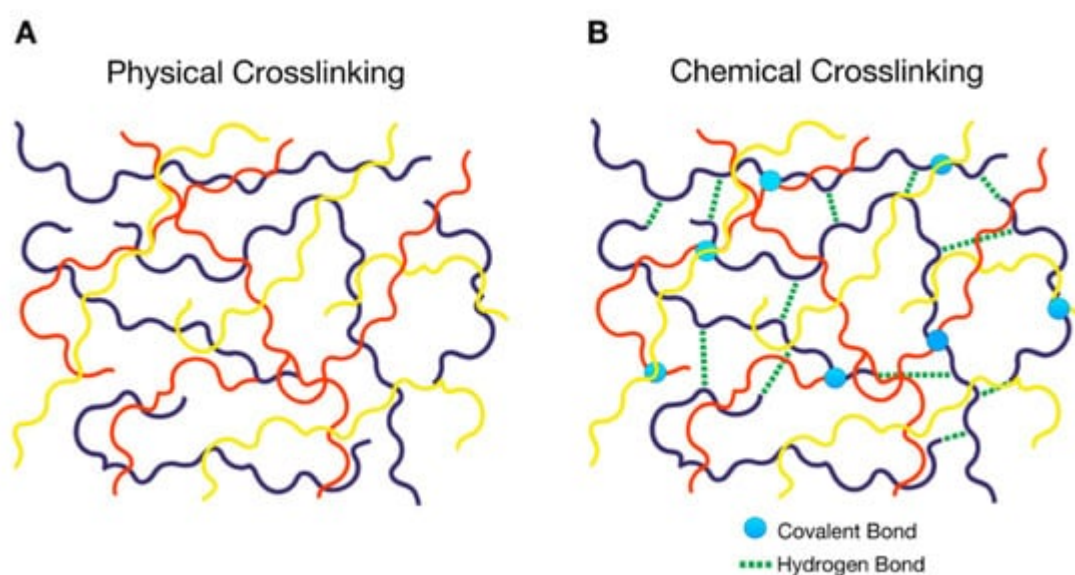 A
Physical Crosslinking
B
Chemical Crosslinking
Covalent Bond
Hydrogen Bond